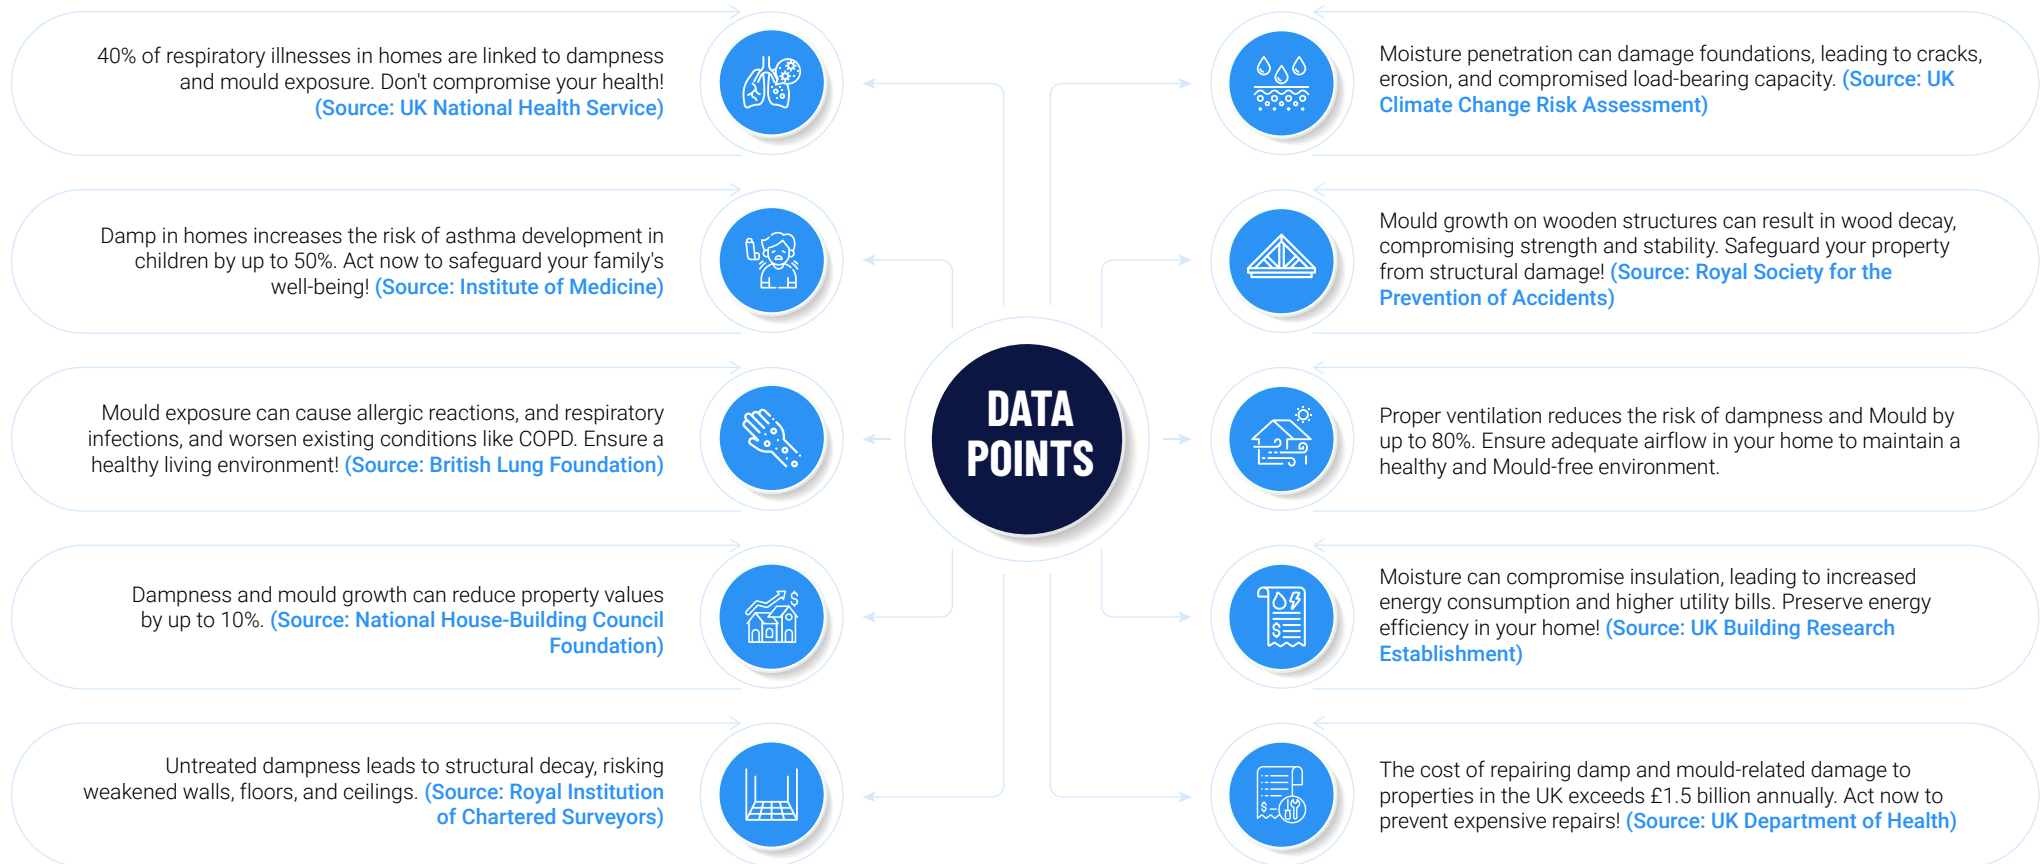 40% of respiratory illnesses in homes are linked to dampness
and mould exposure. Don't compromise your health!
(Source: UK National Health Service)
Damp in homes increases the risk of asthma development in
children by up to 50%. Act now to safeguard your family's
well-being! (Source: Institute of Medicine)
Mould exposure can cause allergic reactions, and respiratory
infections, and worsen existing conditions like COPD. Ensure a
healthy living environment! (Source: British Lung Foundation)
Dampness and mould growth can reduce property values
by up to 10%. (Source: National House-Building Council
Foundation)
Untreated dampness leads to structural decay, risking
weakened walls, floors, and ceilings. (Source: Royal Institution
of Chartered Surveyors)
DATA
POINTS
Moisture penetration can damage foundations, leading to cracks,
erosion, and compromised load-bearing capacity. (Source: UK
Climate Change Risk Assessment)
Mould growth on wooden structures can result in wood decay,
compromising strength and stability. Safeguard your property
from structural damage! (Source: Royal Society for the
Prevention of Accidents)
Proper ventilation reduces the risk of dampness and Mould by
up to 80%. Ensure adequate airflow in your home to maintain a
healthy and Mould-free environment.
Moisture can compromise insulation, leading to increased
energy consumption and higher utility bills. Preserve energy
efficiency in your home! (Source: UK Building Research
Establishment)
The cost of repairing damp and mould-related damage to
properties in the UK exceeds £1.5 billion annually. Act now to
prevent expensive repairs! (Source: UK Department of Health)